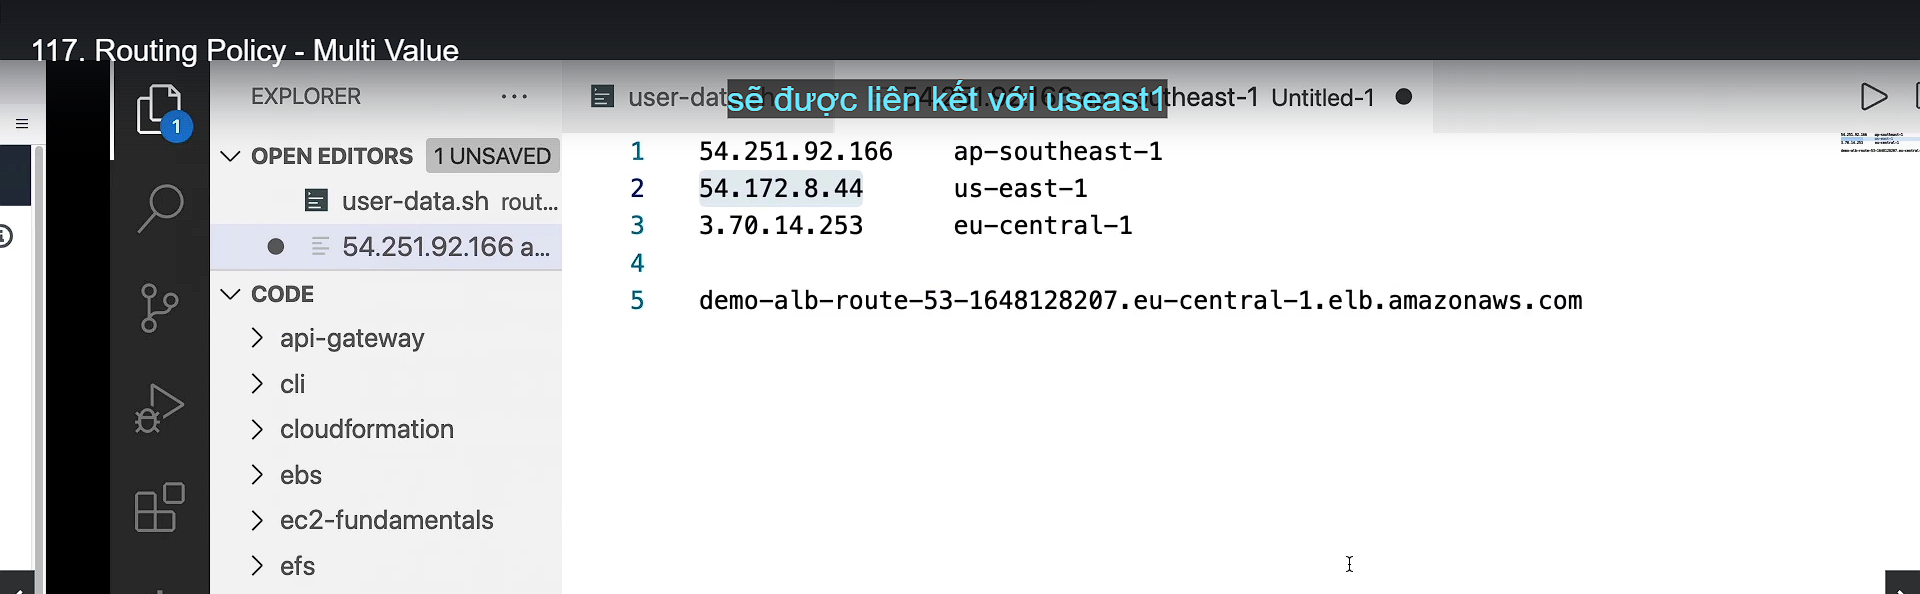 117. Routing Policy - Multi Value
EXPLORER
user-dat
theast-1 Untitled-1
sẽ được liên kết với useast1
OPEN EDITORS 1 UNSAVED
user-data.sh rout...
54.251.92.166 a...
CODE
api-gateway
cli
cloudformation
ebs
ec2-fundamentals
efs
1
1 54.251.92.166 ap-southeast-1
2 54.172.8.44 us-east-1
3 3.70.14.253 eu-central-1
4
5 demo-alb-route-53-1648128207.eu-central-1.elb.amazonaws.com